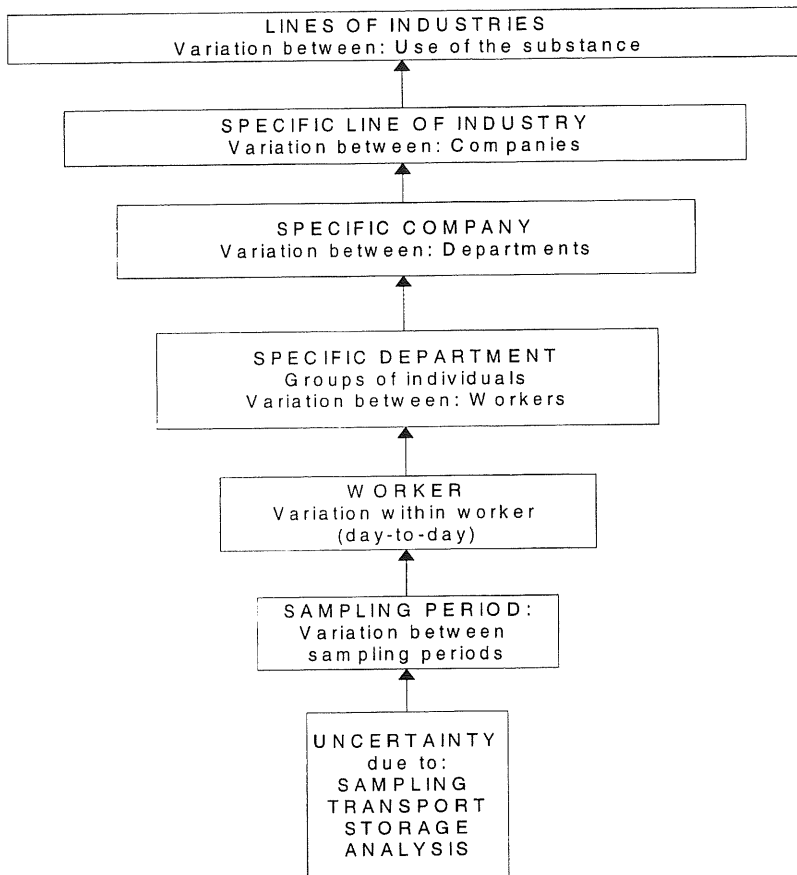 LINES OF INDUSTRIES
Variation between: Use of the substance
SPECIFIC LINE OF INDUSTRY
Variation between: Companies
SPECIFIC COMPANY
Variation between: Departments
SPECIFIC DEPARTMENT
Groups of individuals
Variation between: Workers
WORKER
Variation within worker
(day-to-day)
SAMPLING PERIOD:
Variation between
sampling periods
UNCERTAINTY
due to:
SAMPLING
TRANSPORT
STORAGE
ANALYSIS